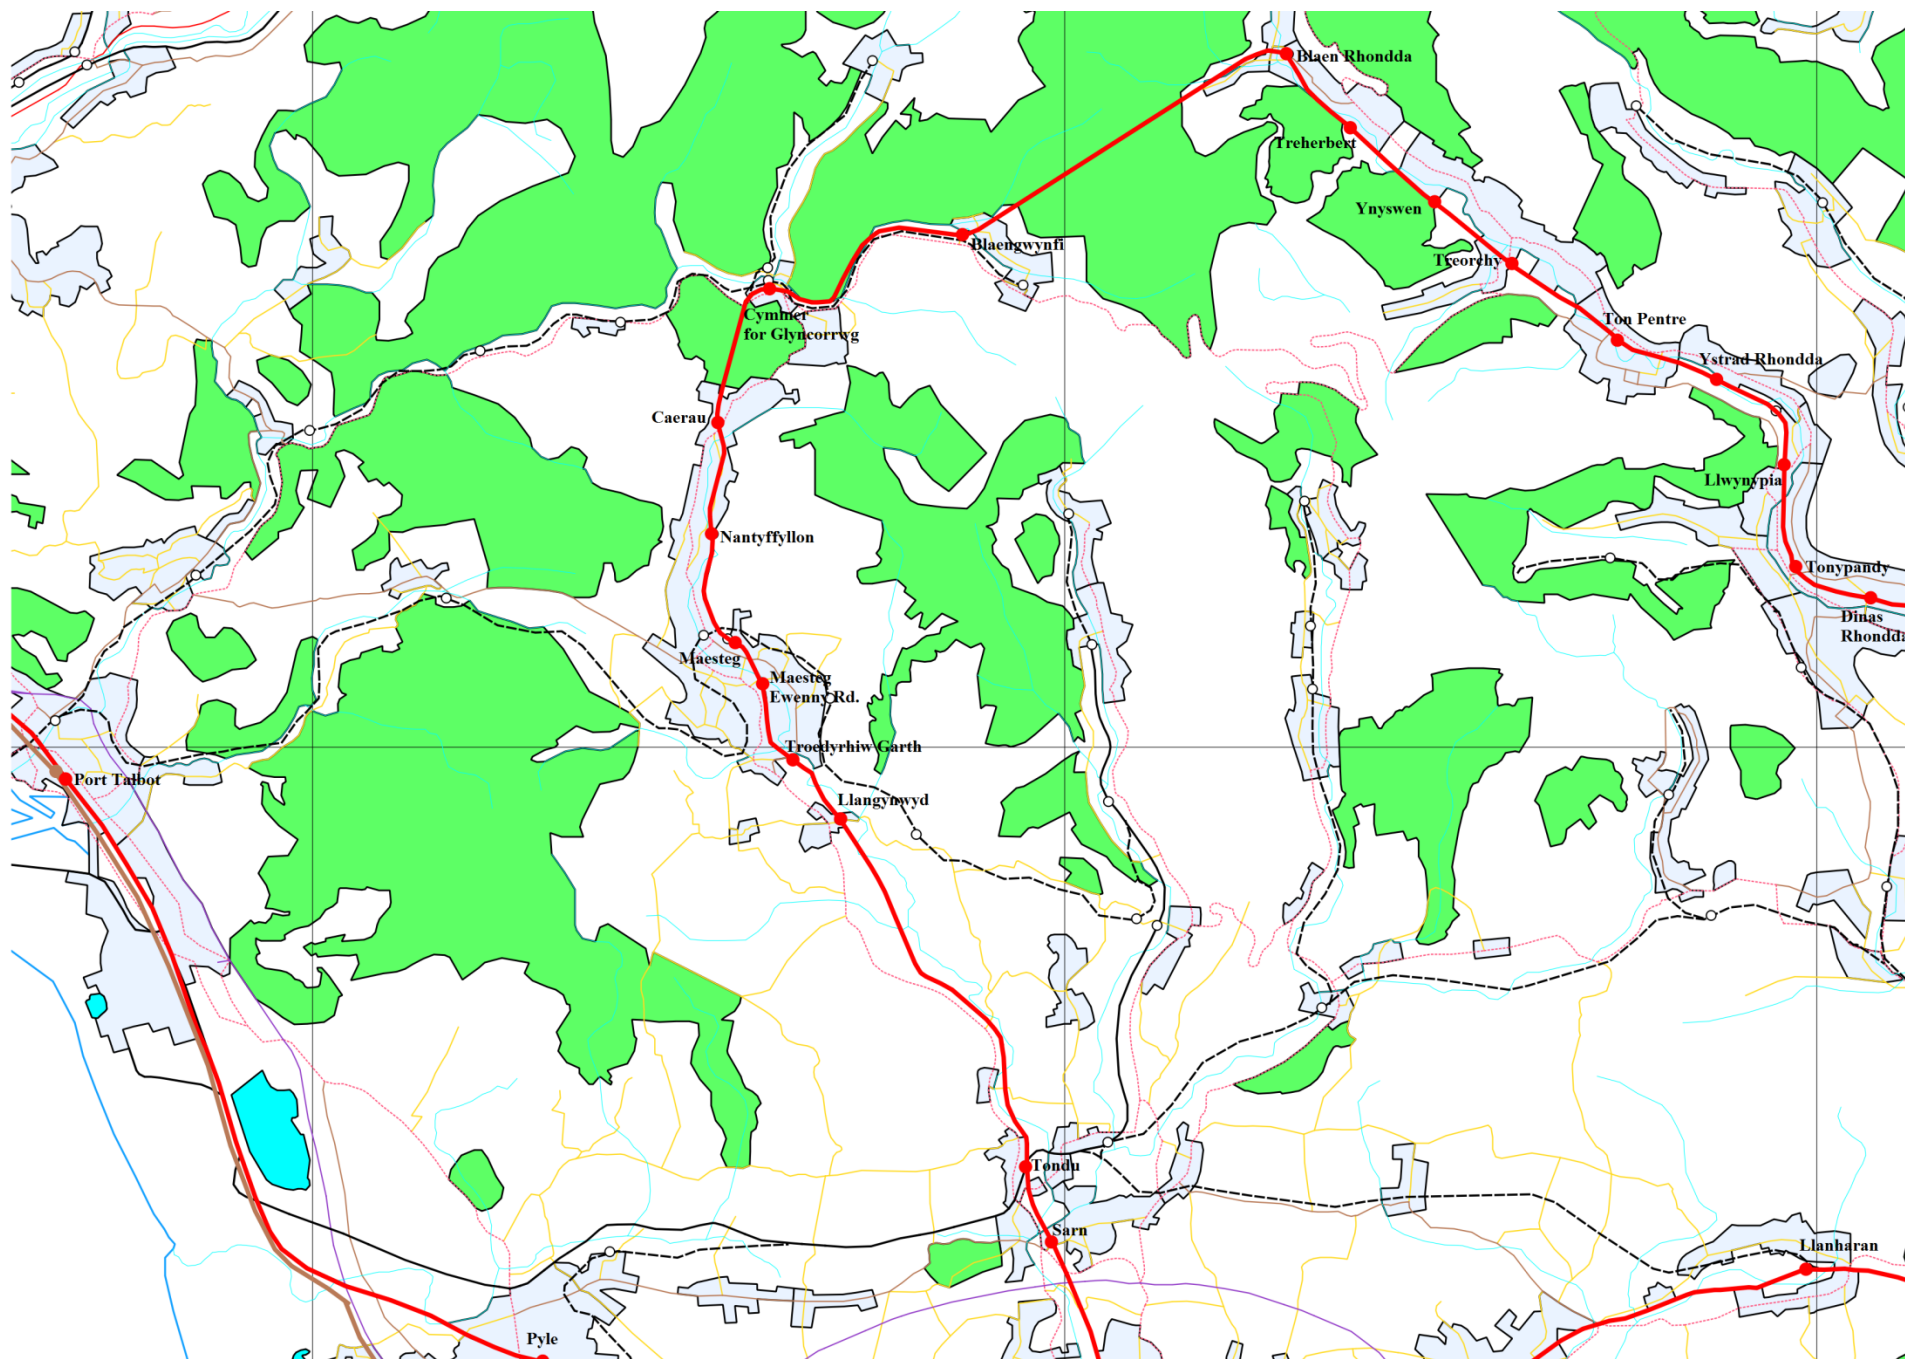 Blaen Rhondda
Treherbert
Ynyswen
Blaengwynfi
Treorchy
Cymmer
for Glyncorrwg
Ton Pentre
Ystrad Rhondda
Caerau
Llwynypia
Nantyffyllon
Tonypandy
Dinas
Rhondda
Maesteg
Maesteg
Ewenny Rd.
Troedyrhiw Garth
Port Talbot
Llangynwyd
Tondu
Sarn
Llanharan
Pyle